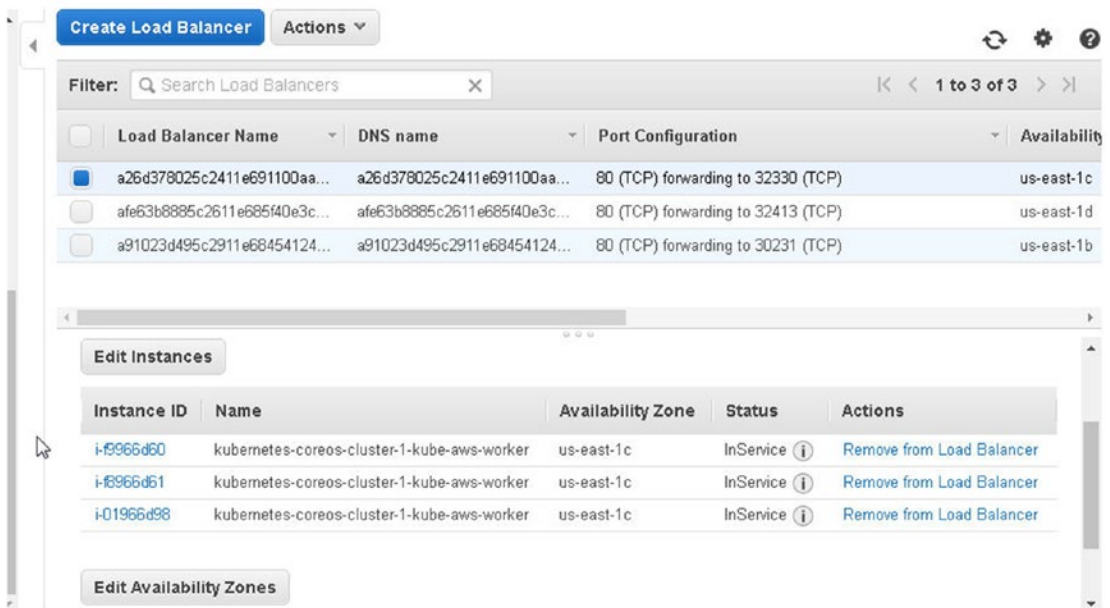 Create Load Balancer Actions
Filter: Search Load Balancers 1 to 3 of 3
Load Balancer Name DNS name Port Configuration Availability
a26d378025c2411e691100aa... a26d378025c2411e691100aa... 80 (TCP) forwarding to 32330 (TCP) us-east-1c
afe63b8885c2611e685f40e3c... afe63b8885c2611e685f40e3c... 80 (TCP) forwarding to 32413 (TCP) us-east-1d
a91023d495c2911e68454124... a91023d495c2911e68454124... 80 (TCP) forwarding to 30231 (TCP) us-east-1b
Edit Instances
Instance ID Name Availability Zone Status Actions
i-f9966d60 kubernetes-coreos-cluster-1-kube-aws-worker us-east-1c InService Remove from Load Balancer
i-f8966d61 kubernetes-coreos-cluster-1-kube-aws-worker us-east-1c InService Remove from Load Balancer
i-01966d98 kubernetes-coreos-cluster-1-kube-aws-worker us-east-1c InService Remove from Load Balancer
Edit Availability Zones